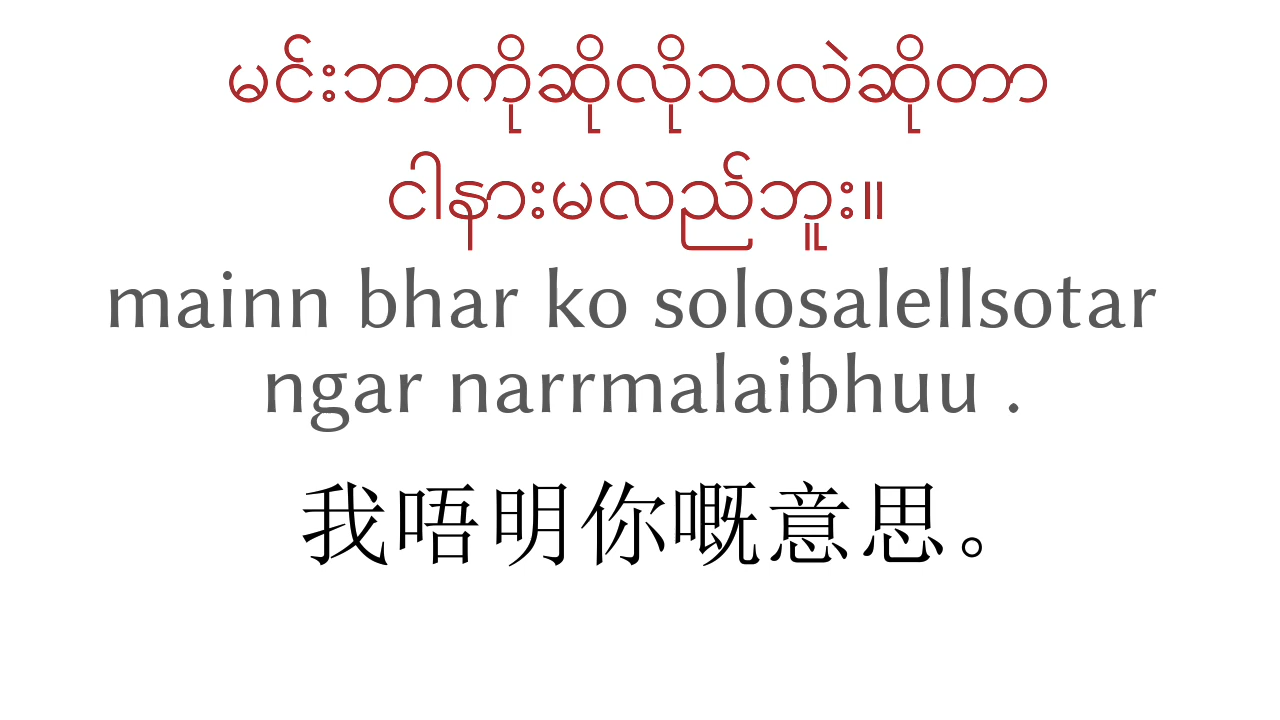 မင်းဘာကိုဆိုလိုသလဲဆိုတာ
ငါနားမလည်ဘူး။
mainn bhar ko solosalellsotar
ngar narrmalaibhuu .
我唔明你嘅意思。